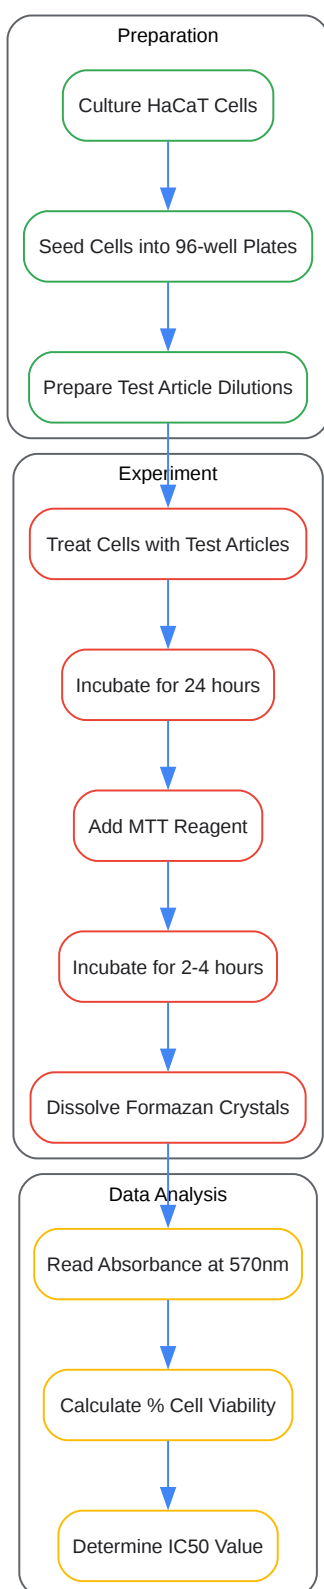 Preparation
Culture HaCaT Cells
Seed Cells into 96-well Plates
Prepare Test Article Dilutions
Experiment
Treat Cells with Test Articles
Incubate for 24 hours
Add MTT Reagent
Incubate for 2-4 hours
Dissolve Formazan Crystals
Data Analysis
Read Absorbance at 570nm
Calculate % Cell Viability
Determine IC50 Value